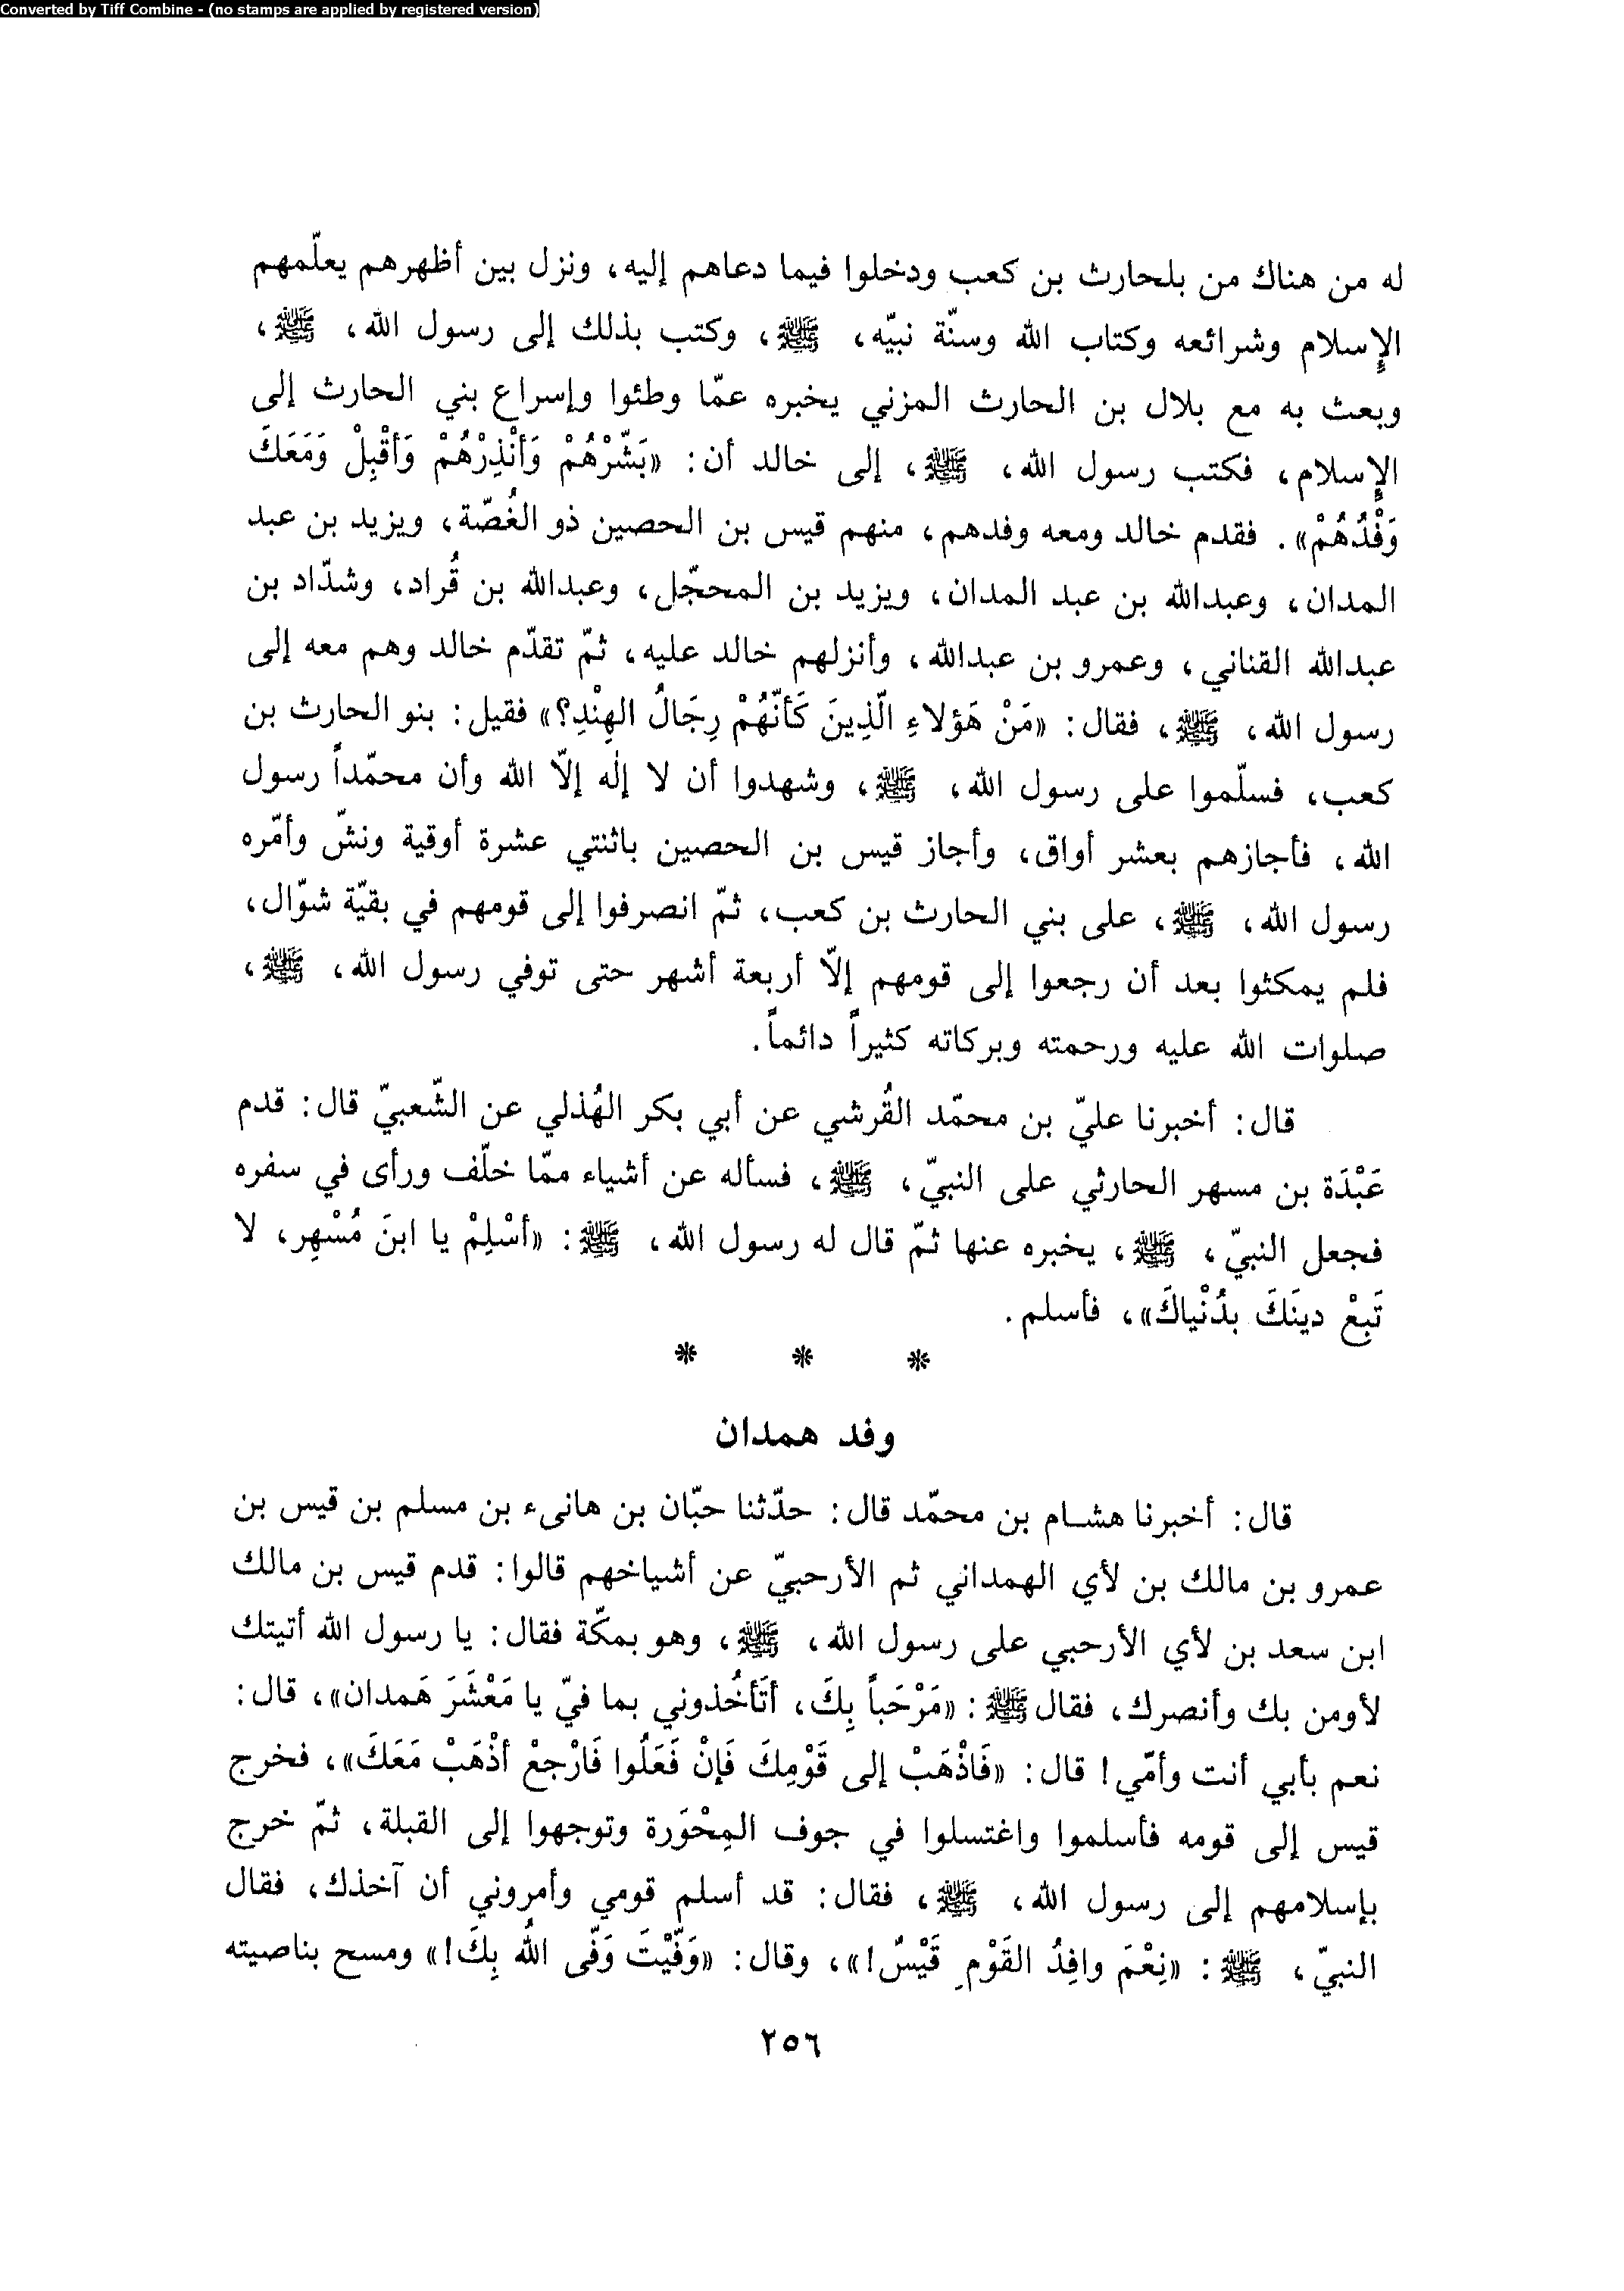 Converted by Tiff Combine - (no stamps are applied by registered version)
له من هناك من بلحارث بن كعب ودخلوا فيما دعاهم إليه، ونزل بين أظهرهم يعلّمهم
الإسلام وشرائعه وكتاب الله وسنّة نبيّه، ﷺ، وكتب بذلك إلى رسول الله، ﷺ،
وبعث به مع بلال بن الحارث المزني يخبره عمّا وطئوا وإسراع بني الحارث إلى
الإسلام، فكتب رسول الله، ﷺ، إلى خالد أن: «بَشّرْهُمْ وَأنْذِرْهُمْ وَأقْبِلْ وَمَعَكَ
وَفْدُهُمْ». فقدم خالد ومعه وفدهم، منهم قيس بن الحصين ذو الغُصّة، ويزيد بن عبد
المدان، وعبدالله بن عبد المدان، ويزيد بن المحجّل، وعبدالله بن قُراد، وشدّاد بن
عبدالله القناني، وعمرو بن عبدالله، وأنزلهم خالد عليه، ثمّ تقدّم خالد وهم معه إلى
رسول الله، ﷺ، فقال: «مَنْ هَؤلاءِ الّذِينَ كَأنّهُمْ رِجَالُ الهِنْدِ؟» فقيل: بنو الحارث بن
كعب، فسلّموا على رسول الله، ﷺ، وشهدوا أن لا إلٰه إلاّ الله وأن محمّداً رسول
الله، فأجازهم بعشر أواق، وأجاز قيس بن الحصين باثنتي عشرة أوقية ونشّ وأمّره
رسول الله، ﷺ، على بني الحارث بن كعب، ثمّ انصرفوا إلى قومهم في بقيّة شوّال،
فلم يمكثوا بعد أن رجعوا إلى قومهم إلاّ أربعة أشهر حتى توفي رسول الله، ﷺ،
صلوات الله عليه ورحمته وبركاته كثيراً دائماً.
قال: أخبرنا عليّ بن محمّد القُرشي عن أبي بكر الهُذلي عن الشّعبيّ قال: قدم
عَبْدَة بن مسهر الحارثي على النبيّ، ﷺ، فسأله عن أشياء ممّا خلّف ورأى في سفره
فجعل النبيّ، ﷺ، يخبره عنها ثمّ قال له رسول الله، ﷺ: «أسْلِمْ يا ابنَ مُسْهِر، لا
تَبِعْ دينَكَ بدُنْياكَ»، فأسلم.
* * *
وفد همدان
قال: أخبرنا هشام بن محمّد قال: حدّثنا حبّان بن هانىء بن مسلم بن قيس بن
عمرو بن مالك بن لأي الهمداني ثم الأرحبيّ عن أشياخهم قالوا: قدم قيس بن مالك
ابن سعد بن لأي الأرحبي على رسول الله، ﷺ، وهو بمكّة فقال: يا رسول الله أتيتك
لأومن بك وأنصرك، فقال ﷺ: «مَرْحَباً بِكَ، أتَأخُذوني بما فيّ يا مَعْشَرَ هَمدان»، قال:
نعم بأبي أنت وأمّي! قال: «فَاذْهَبْ إلى قَوْمِكَ فَإنْ فَعَلُوا فَارْجعْ أذْهَبْ مَعَكَ»، فخرج
قيس إلى قومه فأسلموا واغتسلوا في جوف المِحْوَرة وتوجهوا إلى القبلة، ثمّ خرج
بإسلامهم إلى رسول الله، ﷺ، فقال: قد أسلم قومي وأمروني أن آخذك، فقال
النبيّ، ﷺ: «نِعْمَ وافِدُ القَوْمِ قَيْسٌ!»، وقال: «وَفّيْتَ وَفّى اللهُ بِكَ!» ومسح بناصيته
٢٥٦